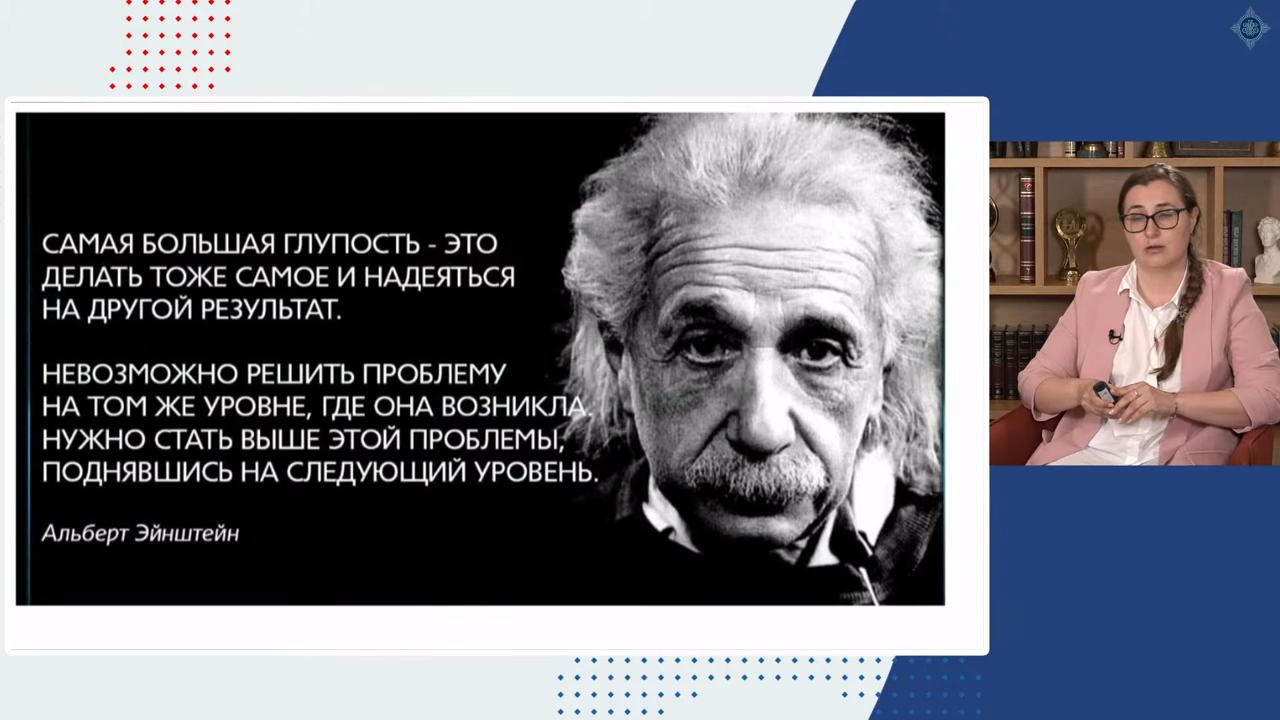 САМАЯ БОЛЬШАЯ ГЛУПОСТЬ - ЭТО
ДЕЛАТЬ ТОЖЕ САМОЕ И НАДЕЯТЬСЯ
НА ДРУГОЙ РЕЗУЛЬТАТ.
НЕВОЗМОЖНО РЕШИТЬ ПРОБЛЕМУ
НА ТОМ ЖЕ УРОВНЕ, ГДЕ ОНА ВОЗНИКЛА.
НУЖНО СТАТЬ ВЫШЕ ЭТОЙ ПРОБЛЕМЫ,
ПОДНЯВШИСЬ НА СЛЕДУЮЩИЙ УРОВЕНЬ.
Альберт Эйнштейн